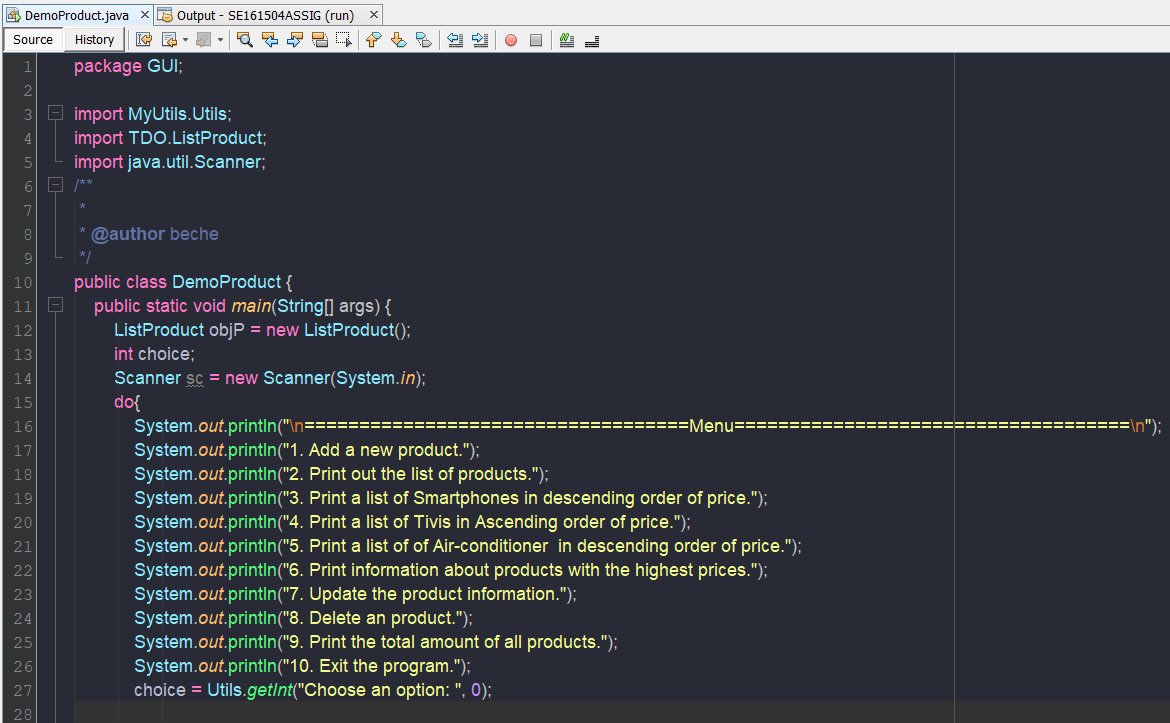 DemoProduct.java Output - SE161504ASSIG (run)
Source History
1 package GUI;
2
3 import MyUtils.Utils;
4 import TDO.ListProduct;
5 import java.util.Scanner;
6 /**
7 *
8 * @author beche
9 */
10 public class DemoProduct {
11 public static void main(String[] args) {
12 ListProduct objP = new ListProduct();
13 int choice;
14 Scanner sc = new Scanner(System.in);
15 do{
16 System.out.println("\n===================================Menu====================================\n");
17 System.out.println("1. Add a new product.");
18 System.out.println("2. Print out the list of products.");
19 System.out.println("3. Print a list of Smartphones in descending order of price.");
20 System.out.println("4. Print a list of Tivis in Ascending order of price.");
21 System.out.println("5. Print a list of of Air-conditioner  in descending order of price.");
22 System.out.println("6. Print information about products with the highest prices.");
23 System.out.println("7. Update the product information.");
24 System.out.println("8. Delete an product.");
25 System.out.println("9. Print the total amount of all products.");
26 System.out.println("10. Exit the program.");
27 choice = Utils.getInt("Choose an option: ", 0);
28